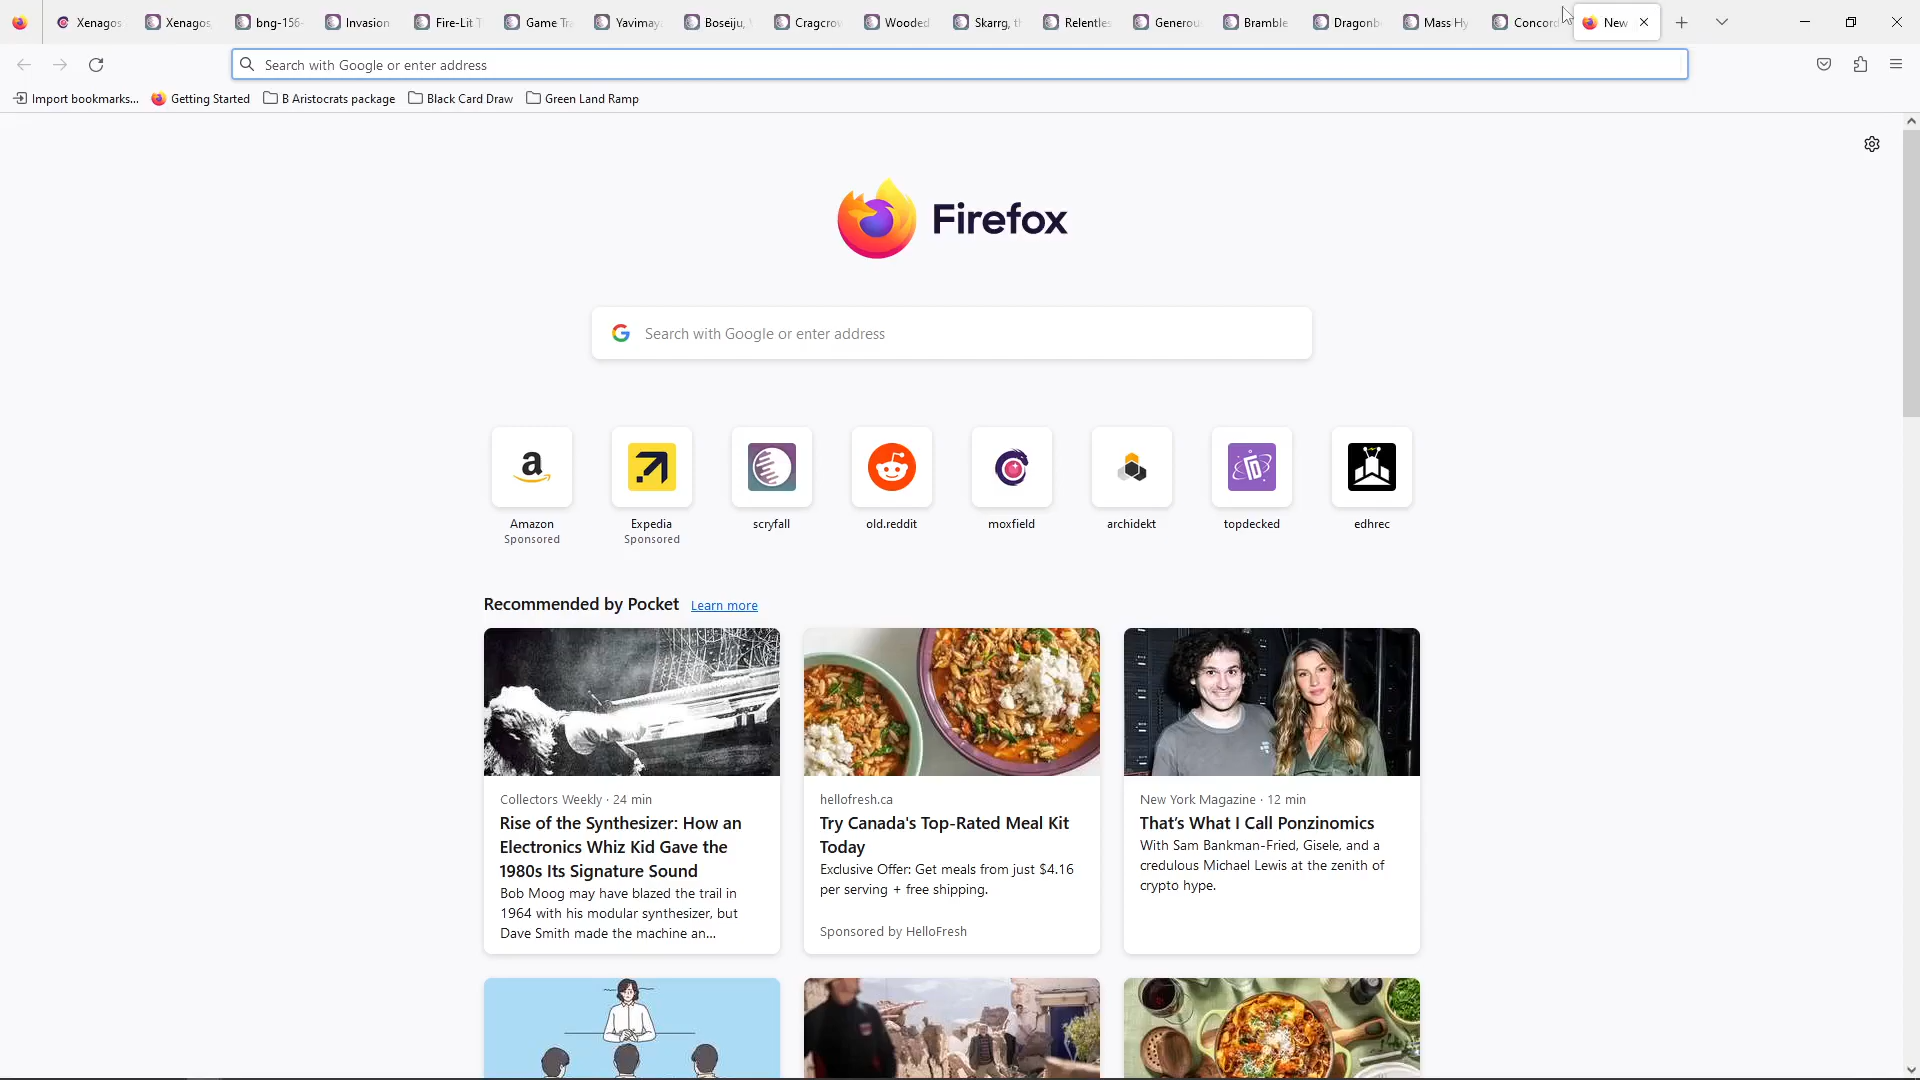 Xenagos
Xenagos,
bng-156-
Invasion
Fire-Lit T
Game Tra
Yavimaya
Boseiju, 
Cragcrow
Wooded
Skarrg, th
Relentles
Generous
Bramble
Dragonb
Mass Hy
Concord
New
Search with Google or enter address
Import bookmarks...
Getting Started
B Aristocrats package
Black Card Draw
Green Land Ramp
Firefox
Search with Google or enter address
a
Amazon
Sponsored
Expedia
Sponsored
scryfall
old.reddit
moxfield
archidekt
topdecked
edhrec
Recommended by Pocket Learn more
Collectors Weekly · 24 min
Rise of the Synthesizer: How an
Electronics Whiz Kid Gave the
1980s Its Signature Sound
Bob Moog may have blazed the trail in
1964 with his modular synthesizer, but
Dave Smith made the machine an...
hellofresh.ca
Try Canada's Top-Rated Meal Kit
Today
Exclusive Offer: Get meals from just $4.16
per serving + free shipping.
Sponsored by HelloFresh
New York Magazine · 12 min
That’s What I Call Ponzinomics
With Sam Bankman-Fried, Gisele, and a
credulous Michael Lewis at the zenith of
crypto hype.